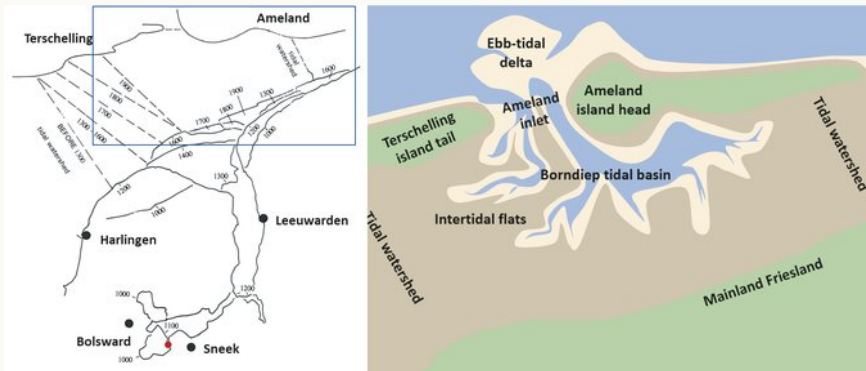 Terschelling
Ameland
tidal
watershed
1600
1900
1300
1800
1700
1900
1800
1700
1300 - 1600
BEFORE 1300
tidal watershed
1600
1200
1000
1400
1300
1200
1000
Harlingen
Leeuwarden
1200
1000
1100
Bolsward
Sneek
1000
Ebb-tidal
delta
Ameland
inlet
Ameland
island head
Terschelling
island tail
Tidal watershed
Borndiep tidal basin
Intertidal flats
Tidal watershed
Mainland Friesland